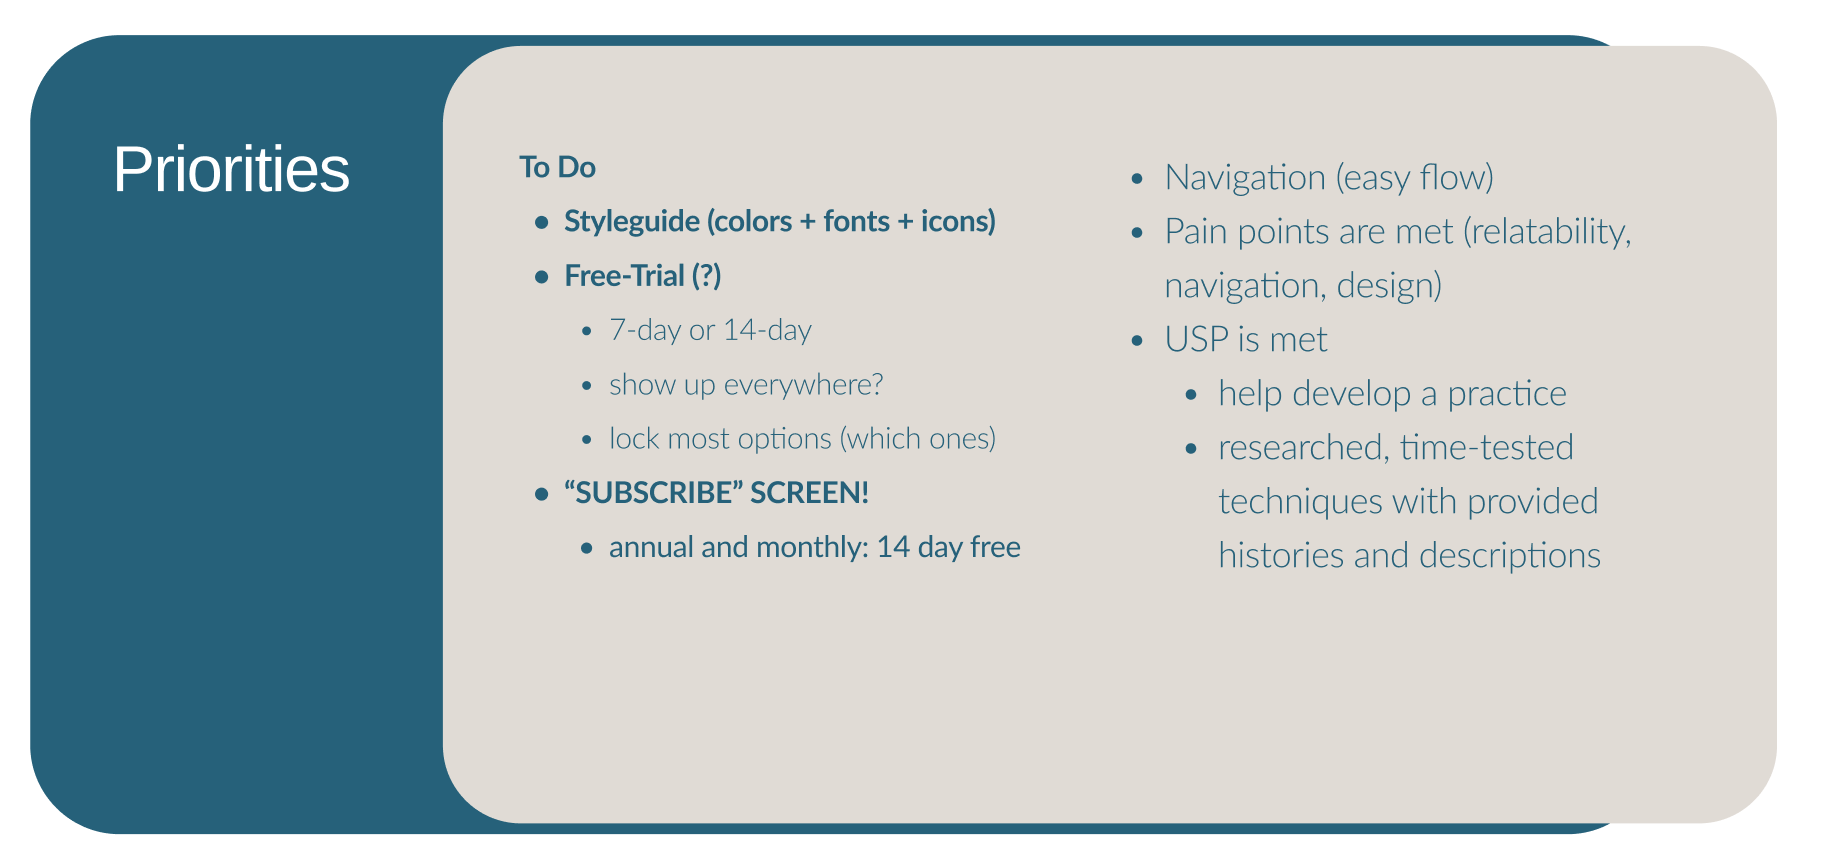 Priorities
To Do
• Styleguide (colors + fonts + icons)
• Free-Trial (?)
• 7-day or 14-day
• show up everywhere?
• lock most options (which ones)
• “SUBSCRIBE” SCREEN!
• annual and monthly: 14 day free
• Navigation (easy flow)
• Pain points are met (relatability,
navigation, design)
• USP is met
• help develop a practice
• researched, time-tested
techniques with provided
histories and descriptions